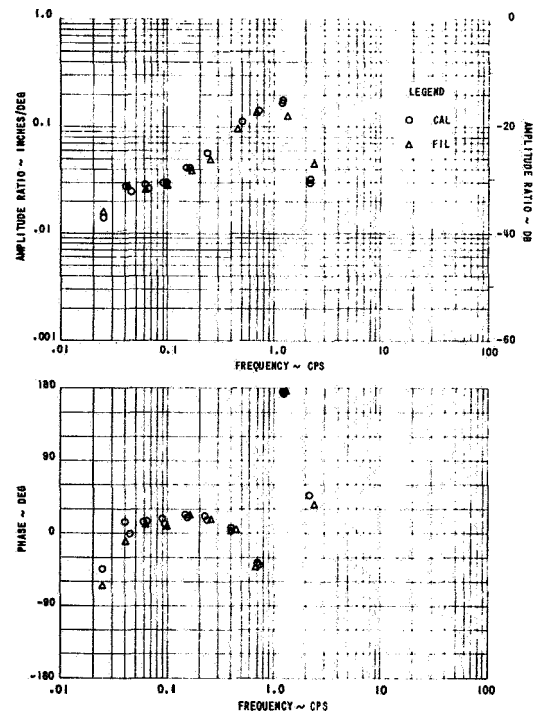 1.0
0.1
.01
.001
AMPLITUDE RATIO ~ INCHES/DEG
0
-20
-40
-60
AMPLITUDE RATIO ~ DB
LEGEND
CAL
FIL
.01
0.1
1.0
10
100
FREQUENCY ~ CPS
180
90
0
-90
-180
PHASE ~ DEG
.01
0.1
1.0
10
100
FREQUENCY ~ CPS